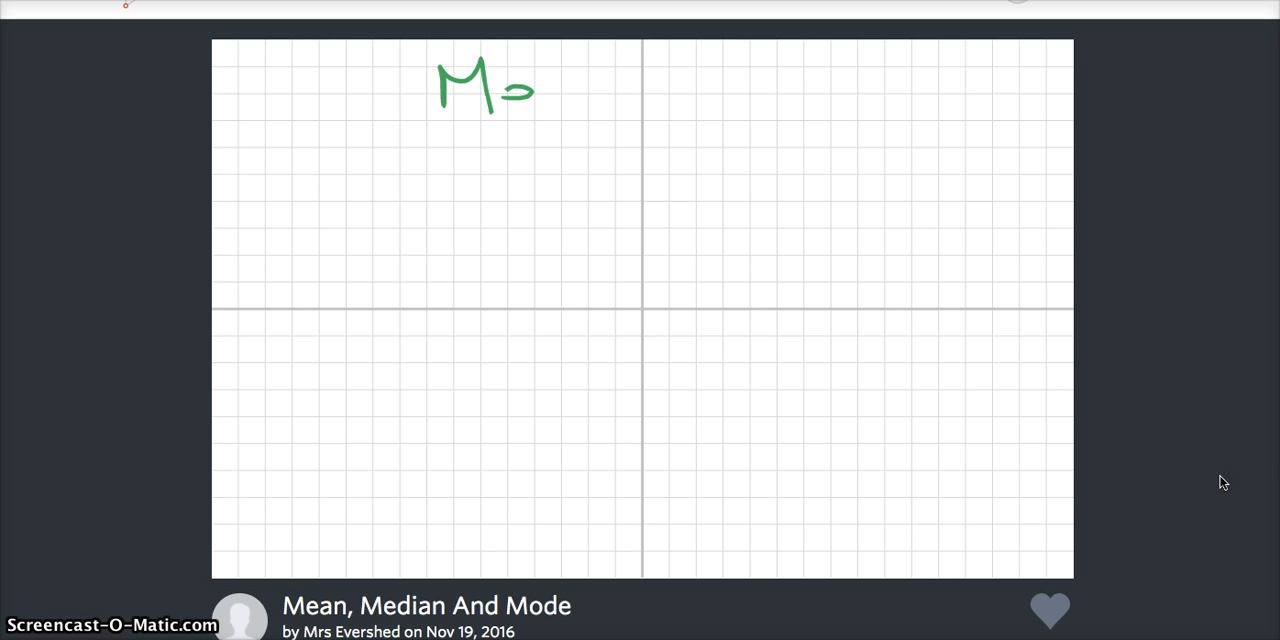 M
Mean, Median And Mode
by Mrs Evershed on Nov 19, 2016
Screencast-O-Matic.com